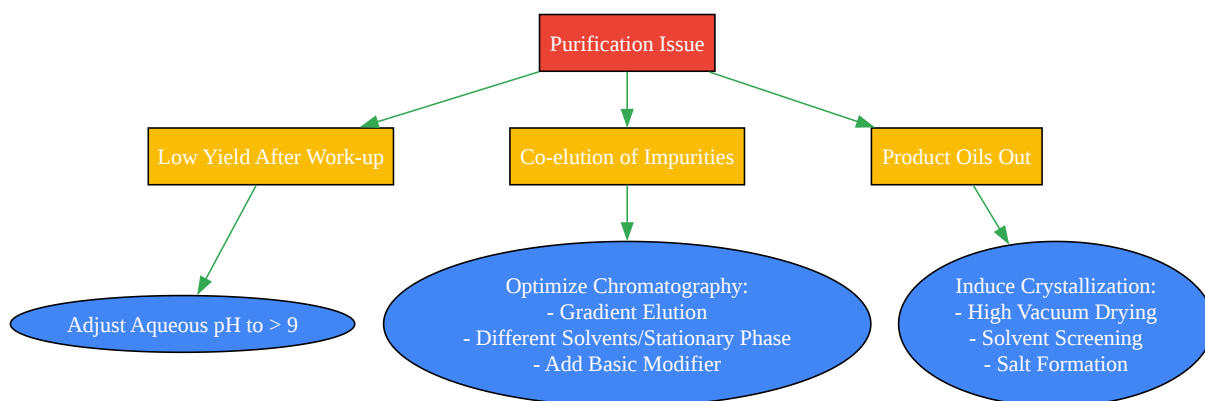 Purification Issue
Low Yield After Work-up
Co-elution of Impurities
Product Oils Out
Adjust Aqueous pH to > 9
Optimize Chromatography:
- Gradient Elution
- Different Solvents/Stationary Phase
- Add Basic Modifier
Induce Crystallization:
- High Vacuum Drying
- Solvent Screening
- Salt Formation